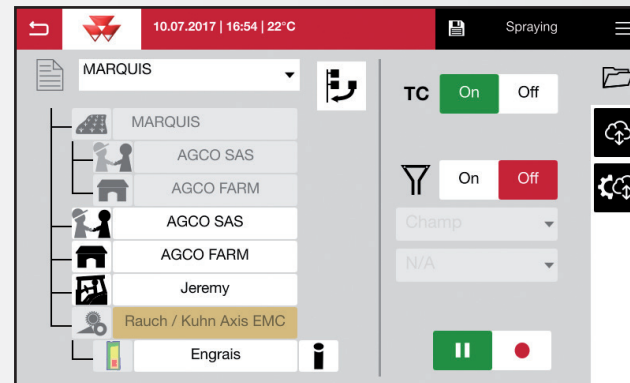 10.07.2017 | 16:54 | 22°C
Spraying
MARQUIS
TC On Off
MARQUIS
AGCO SAS
AGCO FARM
On Off
AGCO SAS
Champ
AGCO FARM
N/A
Jeremy
Rauch / Kuhn Axis EMC
Engrais